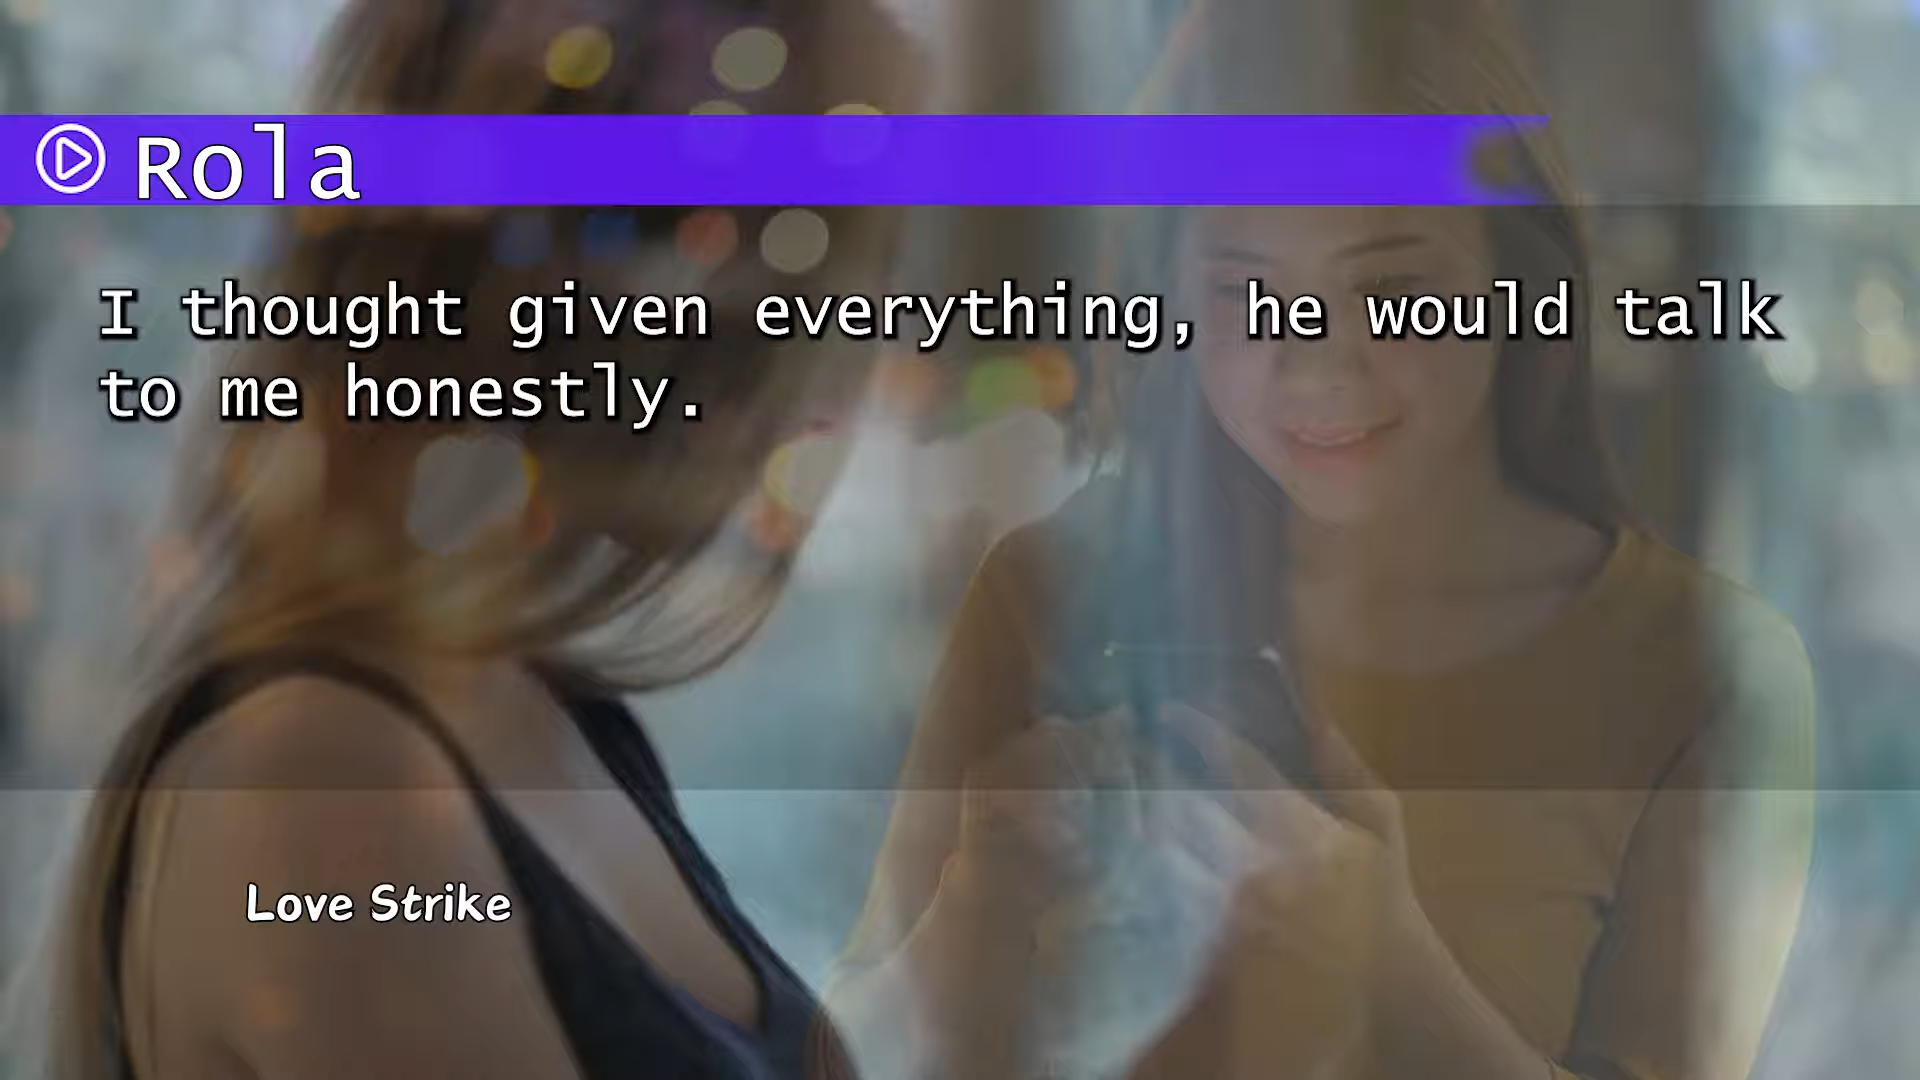 Rola
I thought given everything, he would talk
to me honestly.
Love Strike